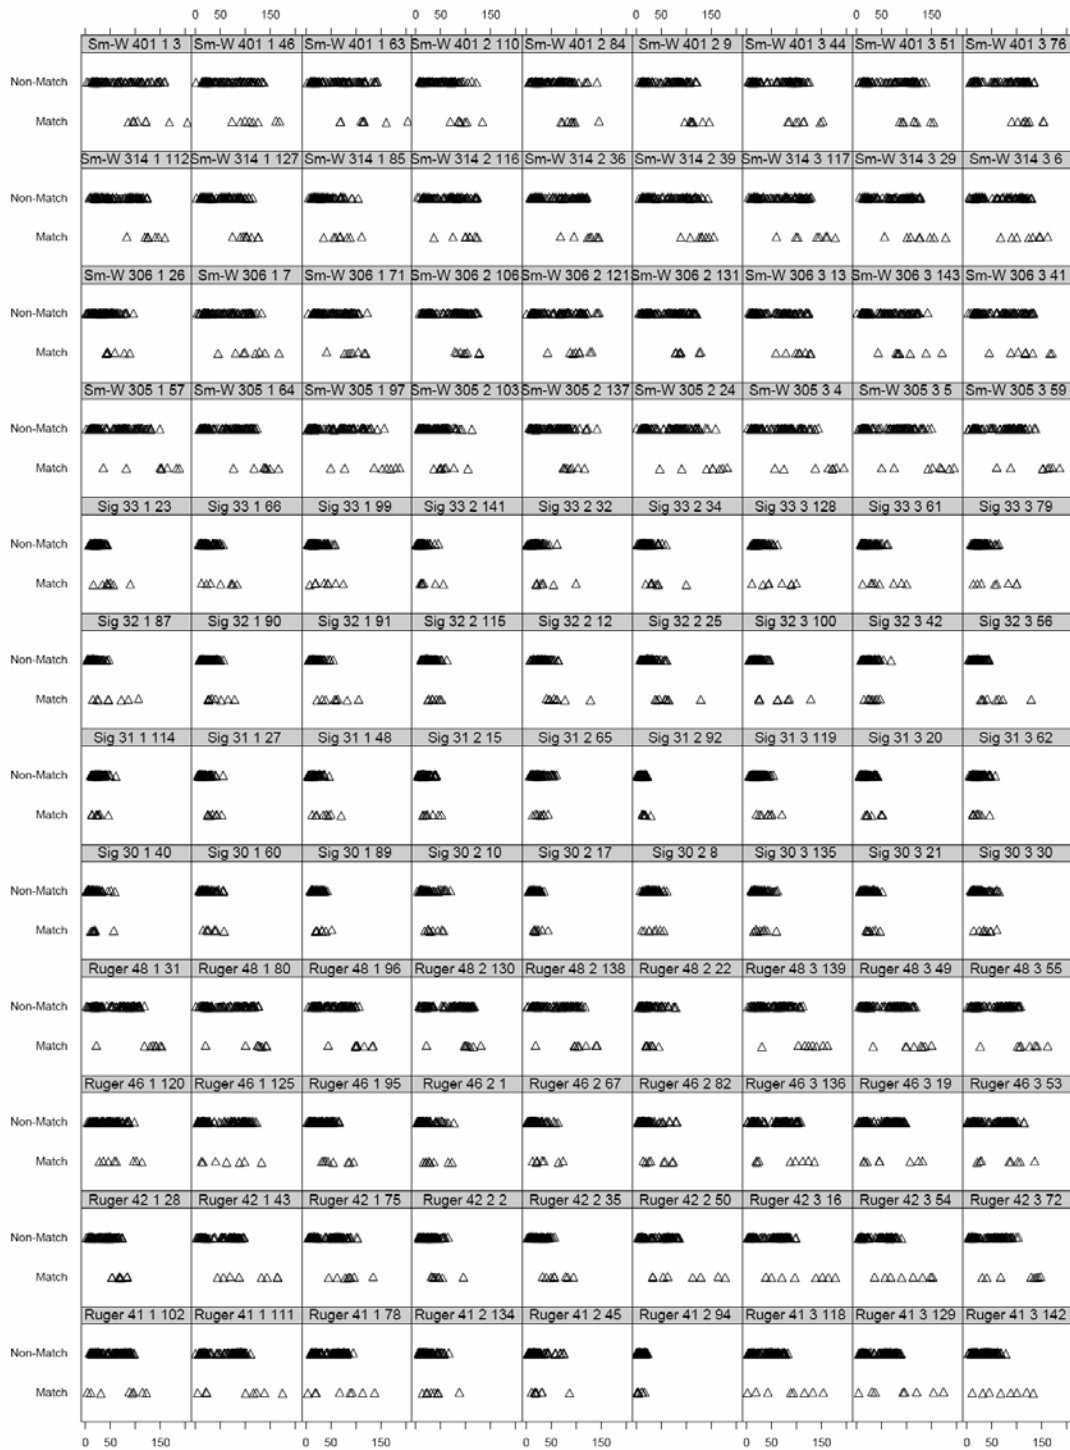 0 50 150 0 50 150 0 50 150 0 50 150
Sm-W 401 1 3 Sm-W 401 1 46 Sm-W 401 1 63 Sm-W 401 2 110 Sm-W 401 2 84 Sm-W 401 2 9 Sm-W 401 3 44 Sm-W 401 3 51 Sm-W 401 3 76
Non-Match
Match
Sm-W 314 1 112 Sm-W 314 1 127 Sm-W 314 1 85 Sm-W 314 2 116 Sm-W 314 2 36 Sm-W 314 2 39 Sm-W 314 3 117 Sm-W 314 3 29 Sm-W 314 3 6
Non-Match
Match
Sm-W 306 1 26 Sm-W 306 1 7 Sm-W 306 1 71 Sm-W 306 2 106 Sm-W 306 2 121 Sm-W 306 2 131 Sm-W 306 3 13 Sm-W 306 3 143 Sm-W 306 3 41
Non-Match
Match
Sm-W 305 1 57 Sm-W 305 1 64 Sm-W 305 1 97 Sm-W 305 2 103 Sm-W 305 2 137 Sm-W 305 2 24 Sm-W 305 3 4 Sm-W 305 3 5 Sm-W 305 3 59
Non-Match
Match
Sig 33 1 23 Sig 33 1 66 Sig 33 1 99 Sig 33 2 141 Sig 33 2 32 Sig 33 2 34 Sig 33 3 128 Sig 33 3 61 Sig 33 3 79
Non-Match
Match
Sig 32 1 87 Sig 32 1 90 Sig 32 1 91 Sig 32 2 115 Sig 32 2 12 Sig 32 2 25 Sig 32 3 100 Sig 32 3 42 Sig 32 3 56
Non-Match
Match
Sig 31 1 114 Sig 31 1 27 Sig 31 1 48 Sig 31 2 15 Sig 31 2 65 Sig 31 2 92 Sig 31 3 119 Sig 31 3 20 Sig 31 3 62
Non-Match
Match
Sig 30 1 40 Sig 30 1 60 Sig 30 1 89 Sig 30 2 10 Sig 30 2 17 Sig 30 2 8 Sig 30 3 135 Sig 30 3 21 Sig 30 3 30
Non-Match
Match
Ruger 48 1 31 Ruger 48 1 80 Ruger 48 1 96 Ruger 48 2 130 Ruger 48 2 138 Ruger 48 2 22 Ruger 48 3 139 Ruger 48 3 49 Ruger 48 3 55
Non-Match
Match
Ruger 46 1 120 Ruger 46 1 125 Ruger 46 1 95 Ruger 46 2 1 Ruger 46 2 67 Ruger 46 2 82 Ruger 46 3 136 Ruger 46 3 19 Ruger 46 3 53
Non-Match
Match
Ruger 42 1 28 Ruger 42 1 43 Ruger 42 1 75 Ruger 42 2 2 Ruger 42 2 35 Ruger 42 2 50 Ruger 42 3 16 Ruger 42 3 54 Ruger 42 3 72
Non-Match
Match
Ruger 41 1 102 Ruger 41 1 111 Ruger 41 1 78 Ruger 41 2 134 Ruger 41 2 45 Ruger 41 2 94 Ruger 41 3 118 Ruger 41 3 129 Ruger 41 3 142
Non-Match
Match
0 50 150 0 50 150 0 50 150 0 50 150 0 50 150